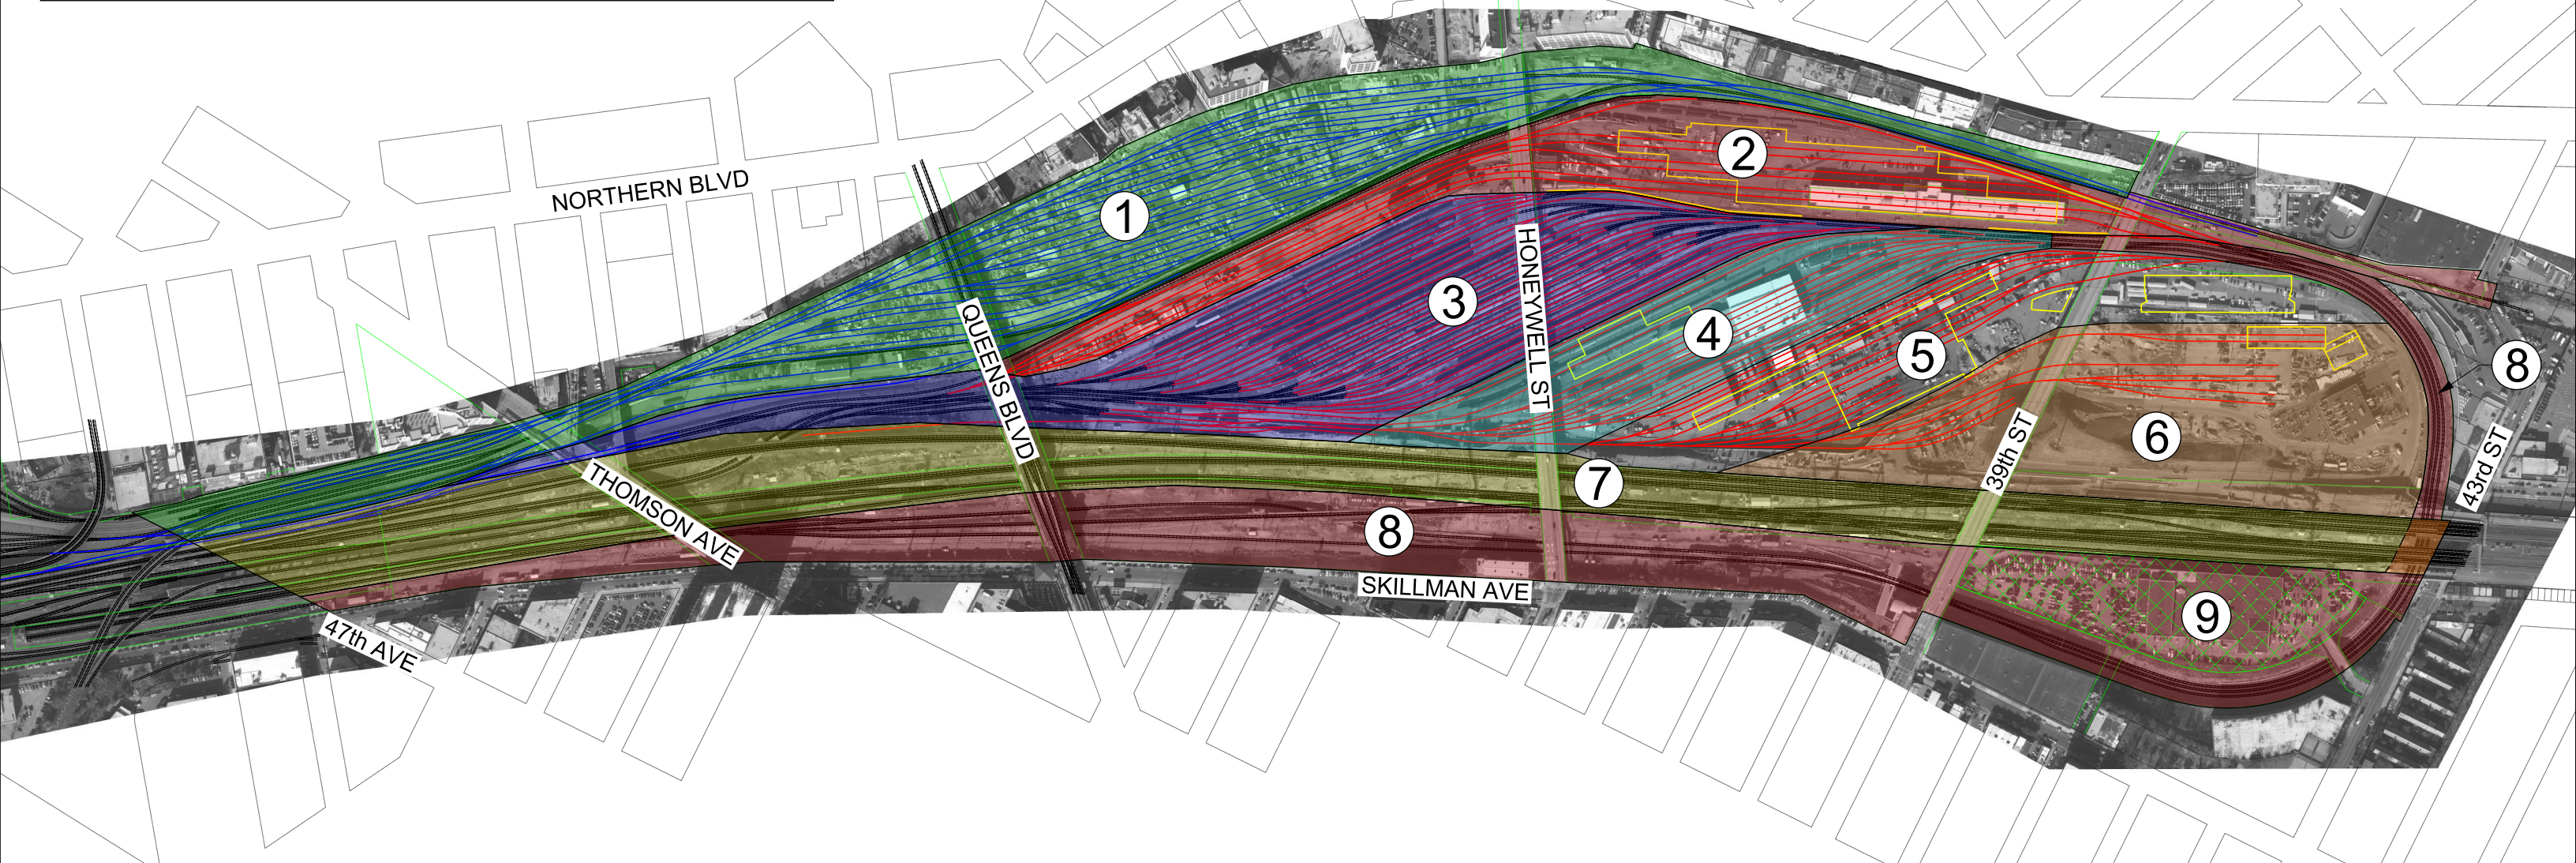 NORTHERN BLVD
1
2
3
4
5
6
7
8
8
9
QUEENS BLVD
HONEYWELL ST
THOMSON AVE
39th ST
43rd ST
SKILLMAN AVE
47th AVE